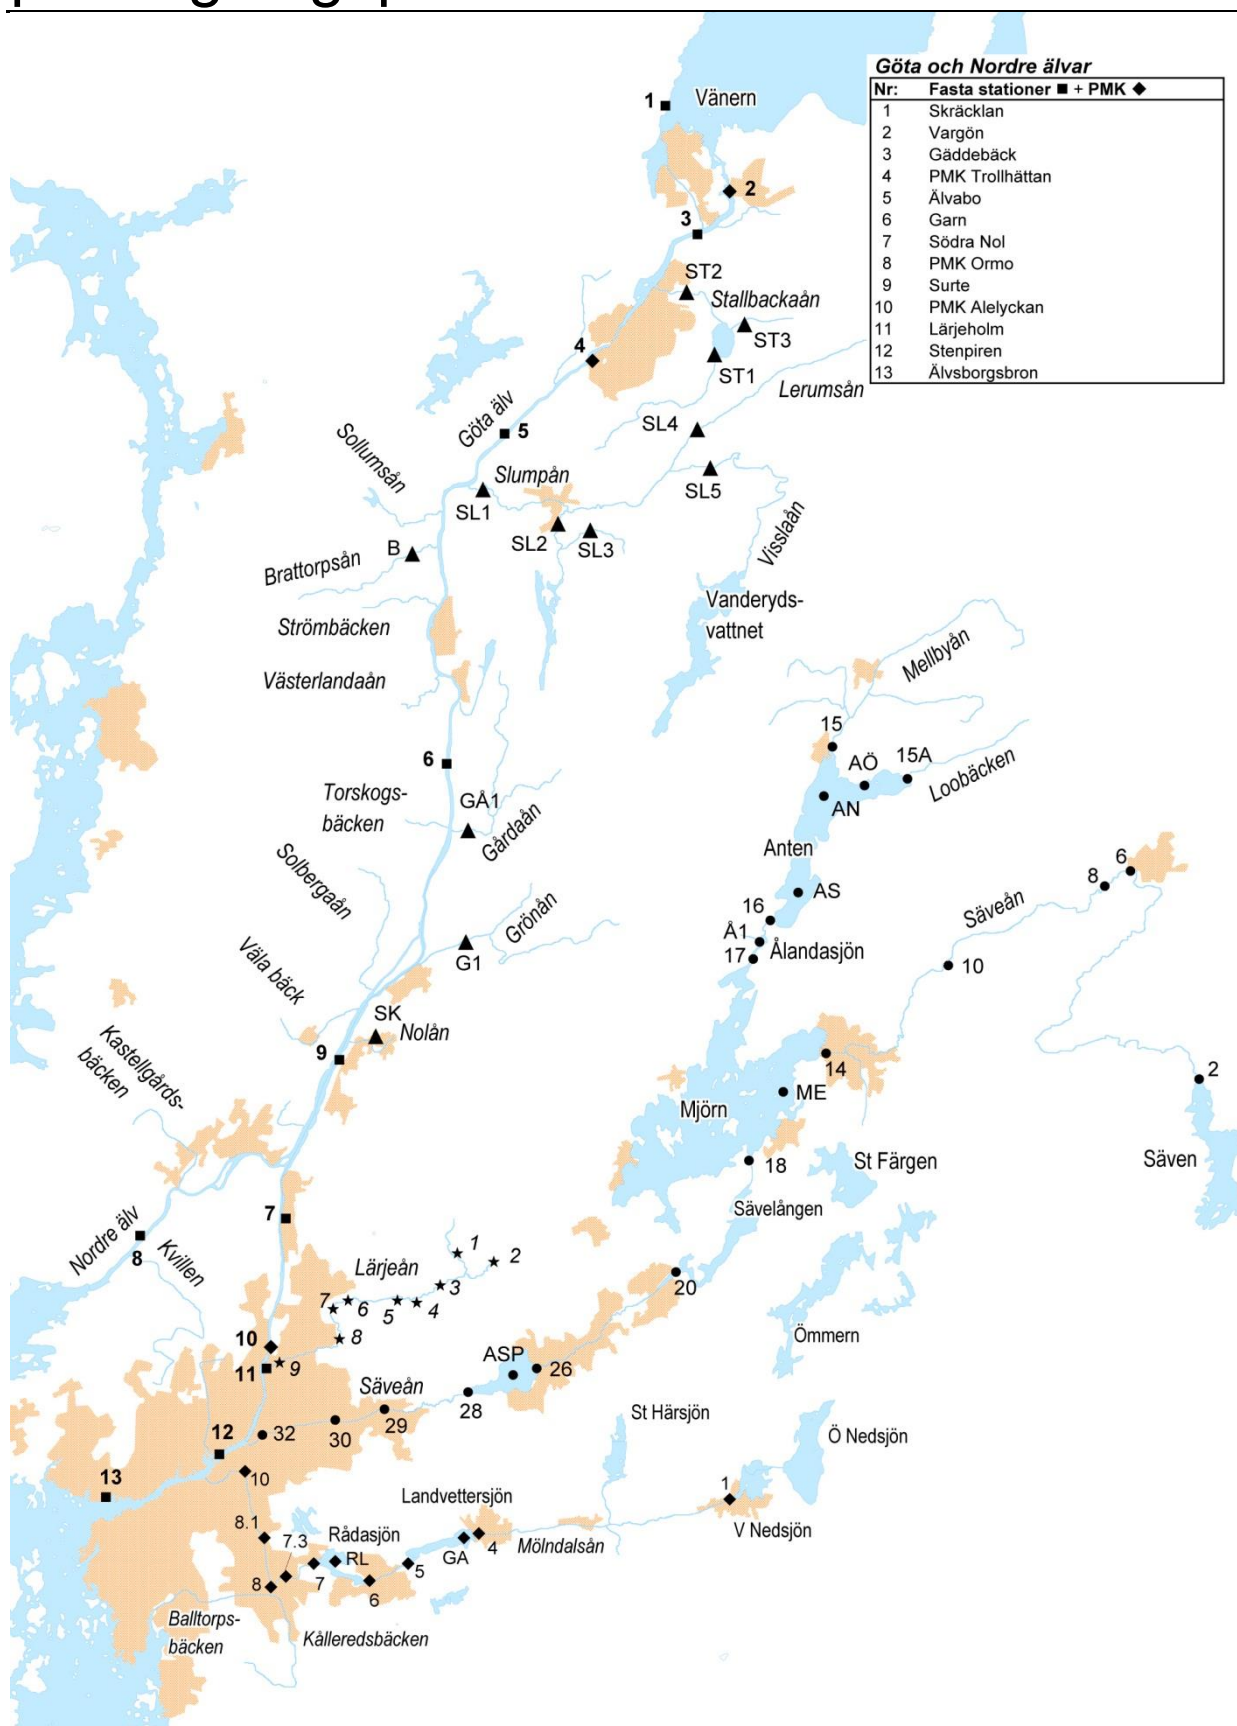 Göta och Nordre älvar
Nr: Fasta stationer ■ + PMK ◆
1 Skräcklan
2 Vargön
3 Gäddebäck
4 PMK Trollhättan
5 Älvabo
6 Garn
7 Södra Nol
8 PMK Ormo
9 Surte
10 PMK Alelyckan
11 Lärjeholm
12 Stenpiren
13 Älvsborgsbron
1
Vänern
2
3
ST2
Stallbackaån
ST3
4
ST1
Lerumsån
SL4
Göta älv
5
Sollumsån
Slumpån
SL5
SL1
SL2
SL3
Visslaån
B
Brattorpsån
Vanderyds-
vattnet
Strömbäcken
Västerlandaån
Mellbyån
15
6
AÖ
15A
Loobäcken
Torskogs-
bäcken
GÅ1
AN
Gårdaån
Anten
Solbergaån
6
8
AS
Säveån
16
Grönån
Å1
Ålandasjön
17
G1
10
Väla bäck
SK
Nolån
Kastellgårds-
bäcken
9
14
2
ME
Mjörn
18
St Färgen
Säven
Sävelången
7
Nordre älv
8
Kvillen
Lärjeån
1
2
3
20
7
6
5
4
8
Ömmern
10
11
9
ASP
26
Säveån
28
29
St Härsjön
30
32
Ö Nedsjön
12
10
13
1
Landvettersjön
8.1
7.3
Rådasjön
V Nedsjön
RL
GA
4
Mölndalsån
5
7
8
6
Balltorps-
bäcken
Kålleredsbäcken